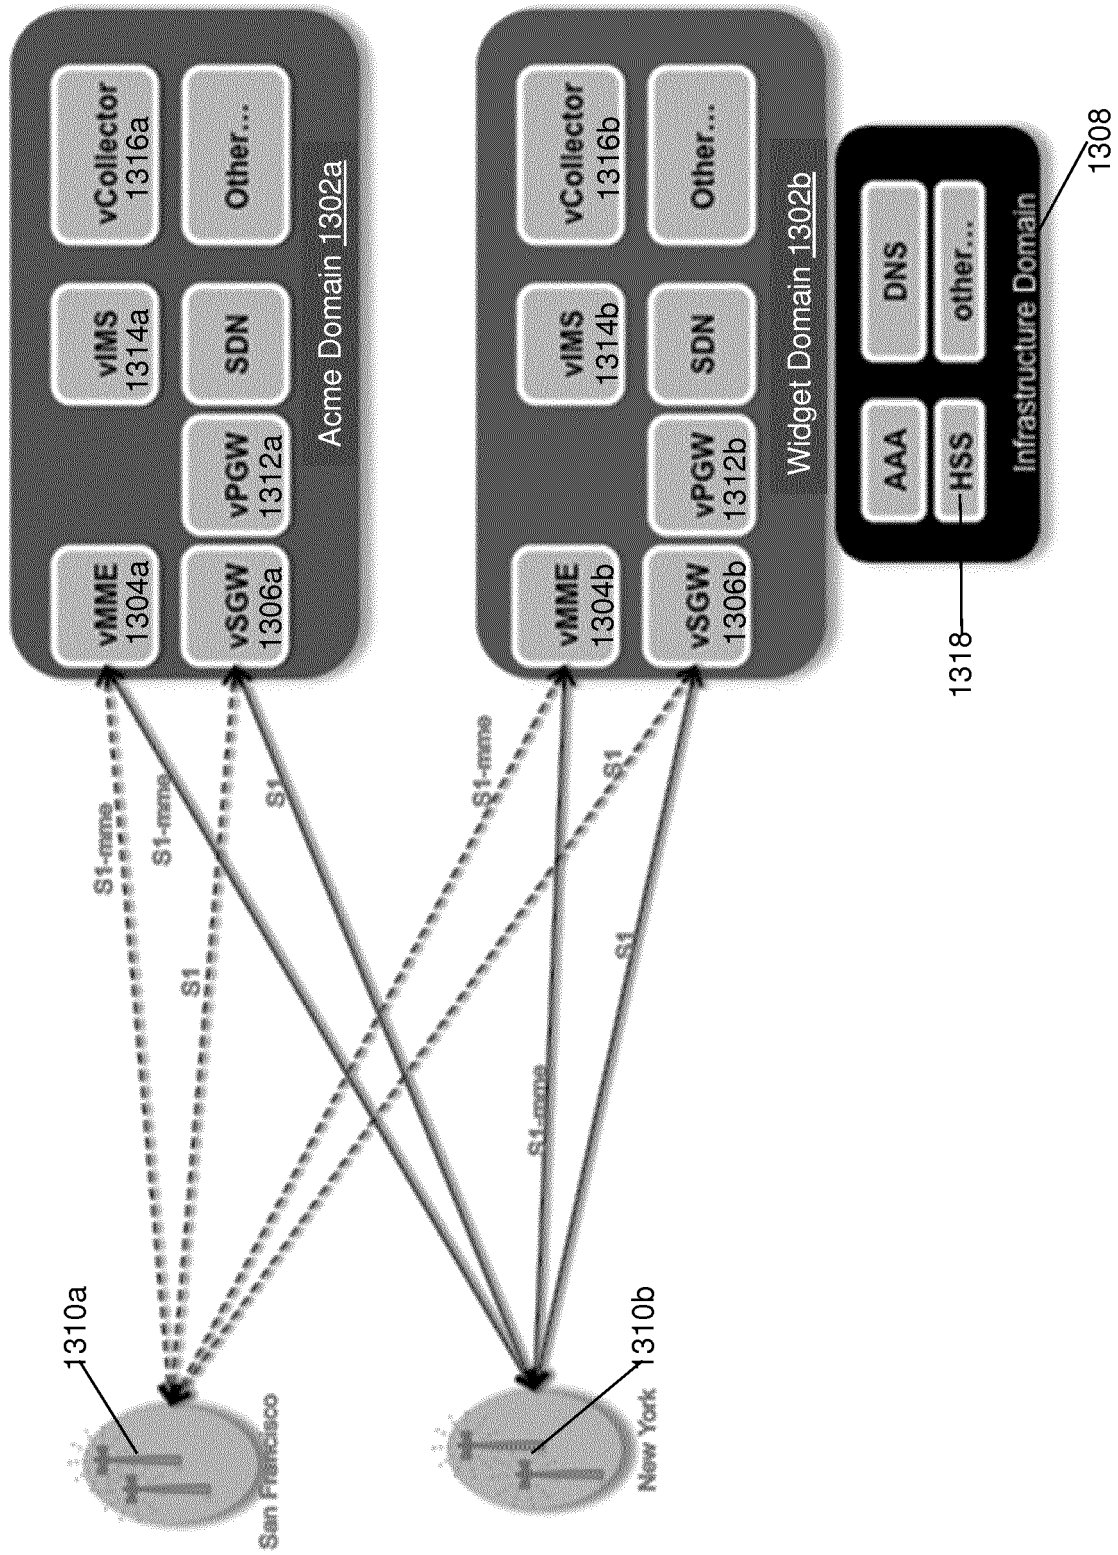 1310a
San Francisco
1310b
New York
S1-mme
S1-mme
S1
S1
S1-mme
S1
S1-mme
S1
vMME
1304a
vIMS
1314a
vCollector
1316a
vSGW
1306a
vPGW
1312a
SDN
Other...
Acme Domain 1302a
vMME
1304b
vIMS
1314b
vCollector
1316b
vSGW
1306b
vPGW
1312b
SDN
Other...
Widget Domain 1302b
AAA
DNS
HSS
other...
Infrastructure Domain
1318
1308